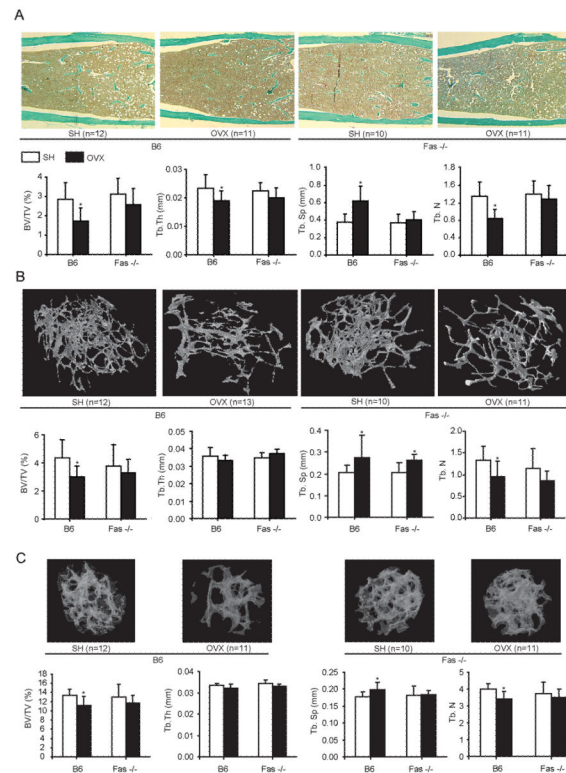 A
SH (n=12) OVX (n=11) SH (n=10) OVX (n=11)
B6 Fas -/-
SH OVX
BV/TV (%) 4 3 2 1 0 * B6 Fas -/-
Tb.Th (mm) 0.03 0.02 0.01 0.00 * B6 Fas -/-
Tb. Sp (mm) 0.8 0.6 0.4 0.2 0.0 * B6 Fas -/-
Tb. N 2.0 1.6 1.2 0.8 0.4 0.0 * B6 Fas -/-
B
SH (n=12) OVX (n=13) SH (n=10) OVX (n=11)
B6 Fas -/-
BV/TV (%) 6 4 2 0 * B6 Fas -/-
Tb.Th (mm) 0.05 0.04 0.03 0.02 0.01 0.00 B6 Fas -/-
Tb. Sp (mm) 0.4 0.3 0.2 0.1 0.0 * * B6 Fas -/-
Tb. N 2.0 1.5 1.0 0.5 0.0 * B6 Fas -/-
C
SH (n=12) OVX (n=11) SH (n=10) OVX (n=11)
B6 Fas -/-
BV/TV (%) 18 16 14 12 10 8 6 4 2 0 * B6 Fas -/-
Tb.Th (mm) 0.04 0.03 0.02 0.01 0.00 B6 Fas -/-
Tb. Sp (mm) 0.25 0.20 0.15 0.10 0.05 0.00 * B6 Fas -/-
Tb. N 5 4 3 2 1 0 * B6 Fas -/-